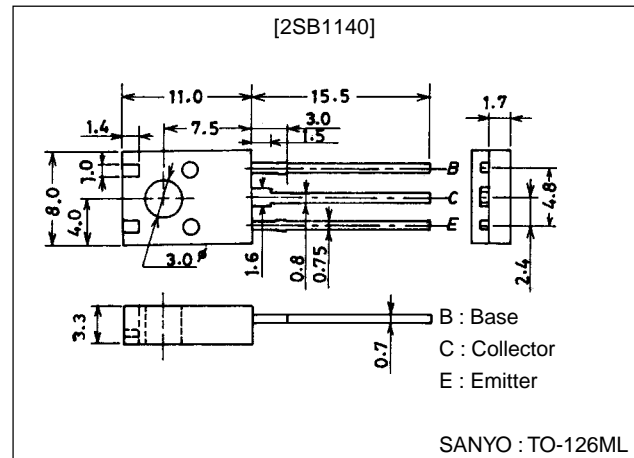 [2SB1140]
11.0 15.5 1.7
1.4 7.5 3.0
1.5
1.0
8.0 4.0
B
C
E
4.8
2.4
3.0 ø
1.6 0.8 0.75
3.3
0.7
B : Base
C : Collector
E : Emitter
SANYO : TO-126ML